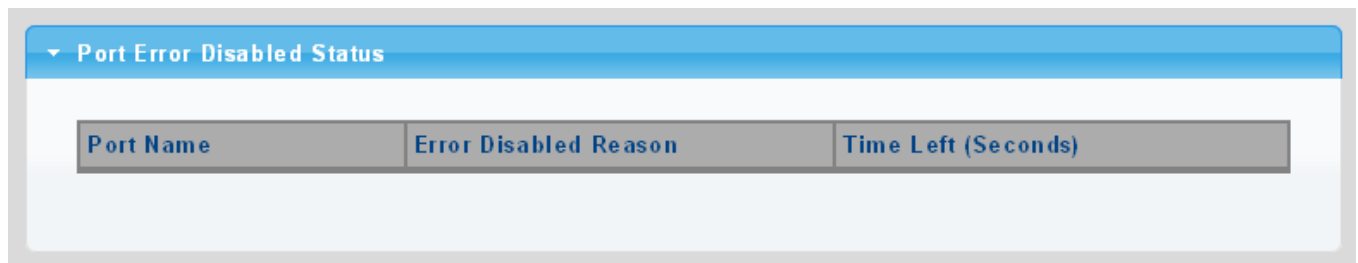 Port Error Disabled Status
Port Name Error Disabled Reason Time Left (Seconds)